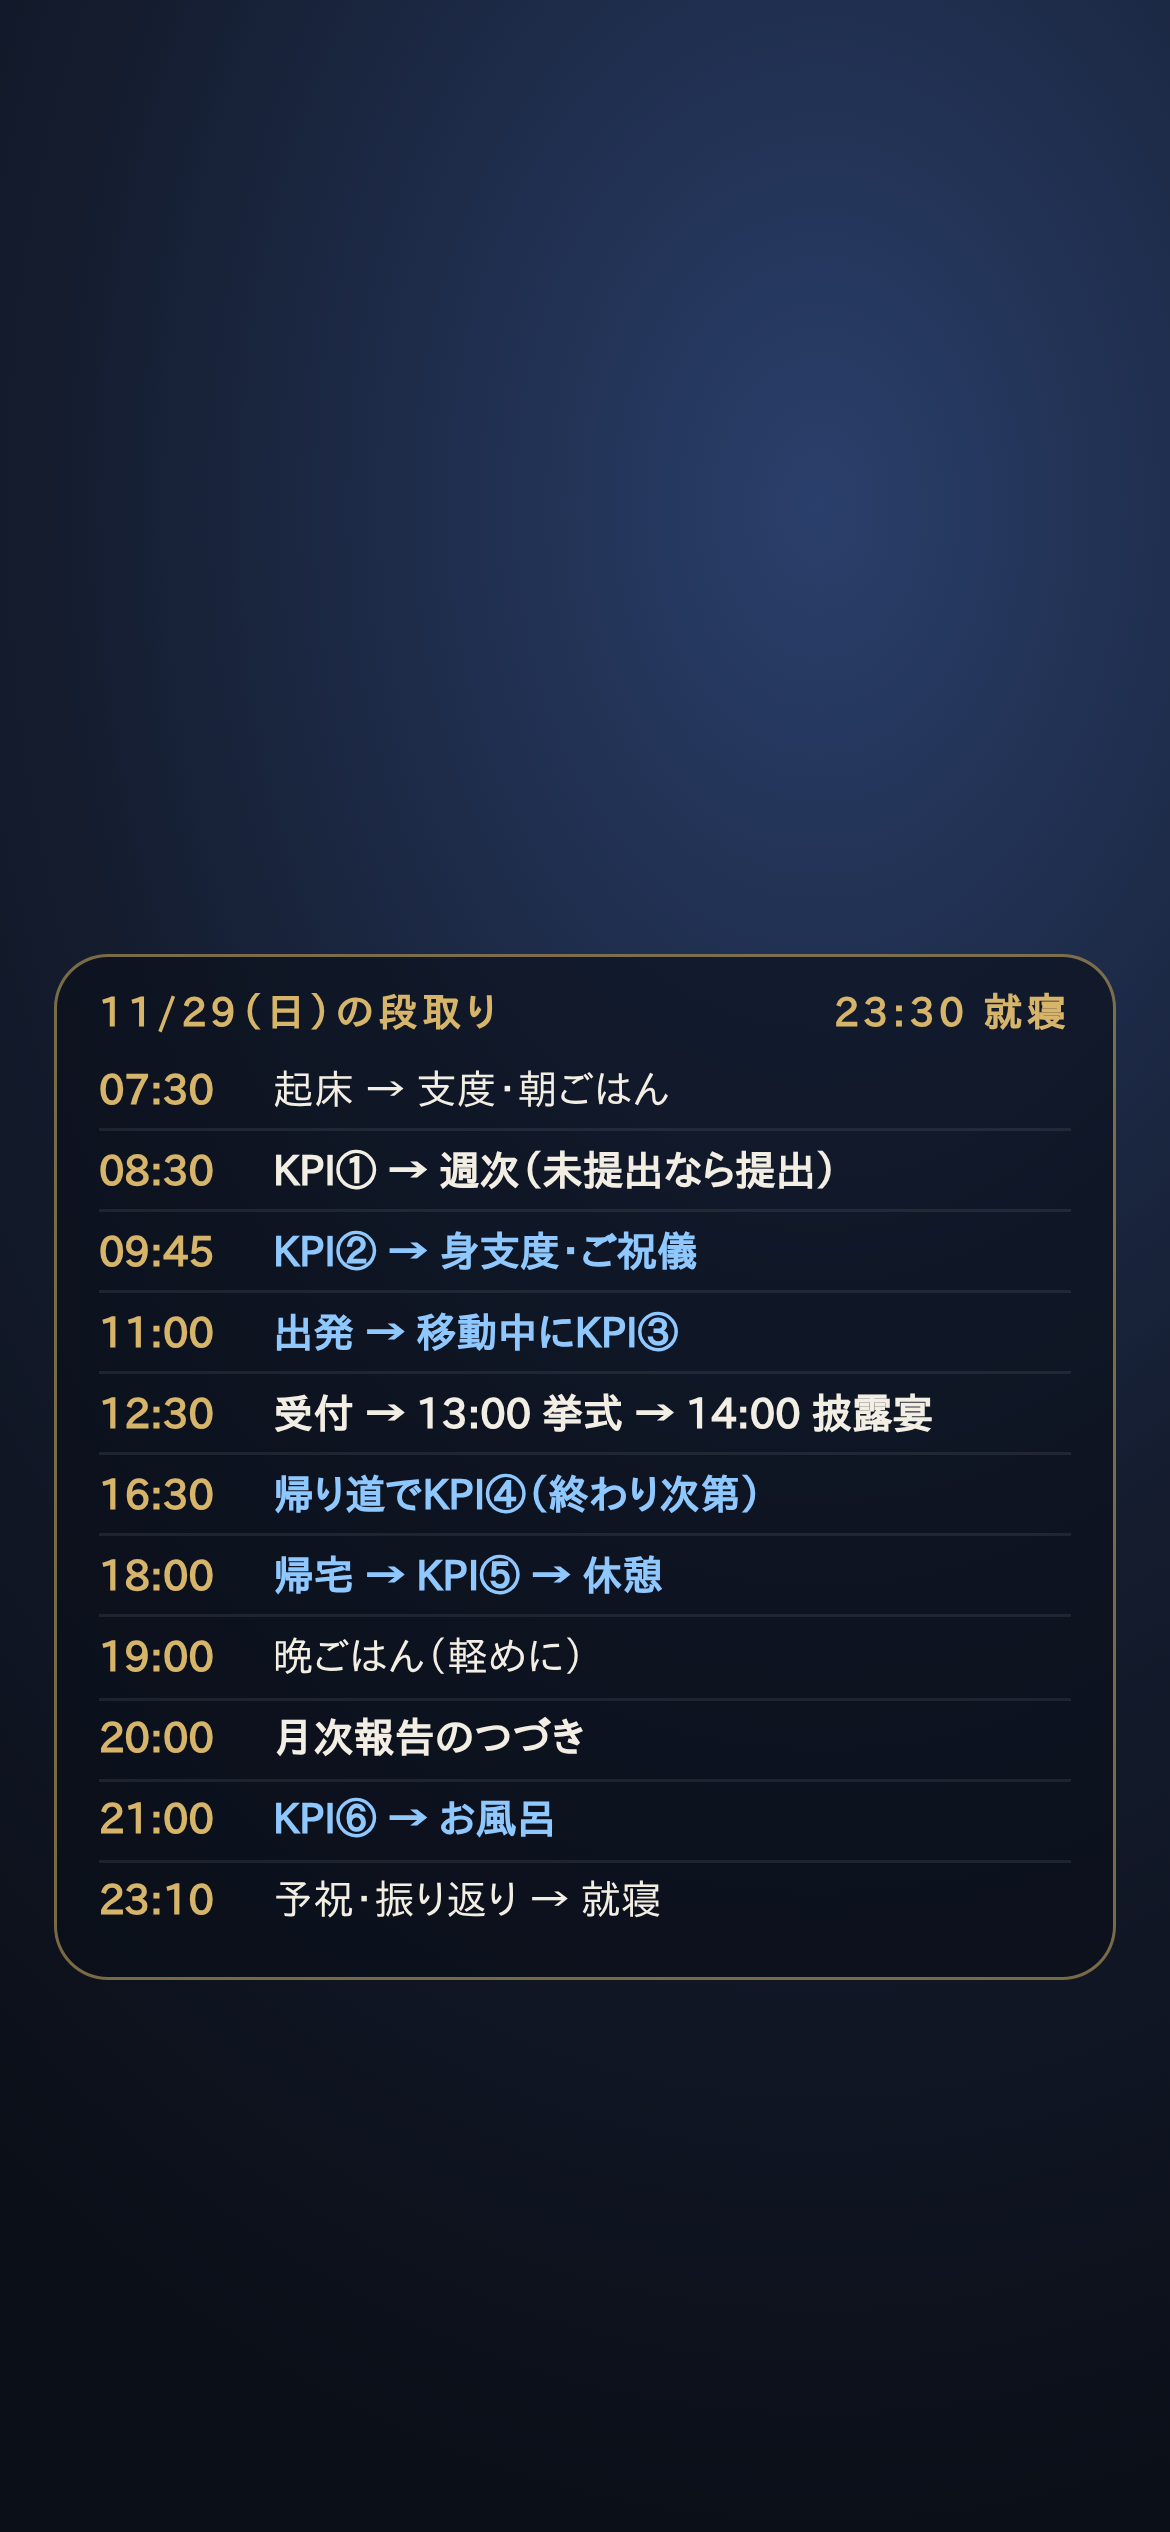 11/29(日)の段取り 23:30 就寝
07:30 起床 → 支度・朝ごはん
08:30 KPI① → 週次(未提出なら提出)
09:45 KPI② → 身支度・ご祝儀
11:00 出発 → 移動中にKPI③
12:30 受付 → 13:00 挙式 → 14:00 披露宴
16:30 帰り道でKPI④(終わり次第)
18:00 帰宅 → KPI⑤ → 休憩
19:00 晩ごはん(軽めに)
20:00 月次報告のつづき
21:00 KPI⑥ → お風呂
23:10 予祝・振り返り → 就寝